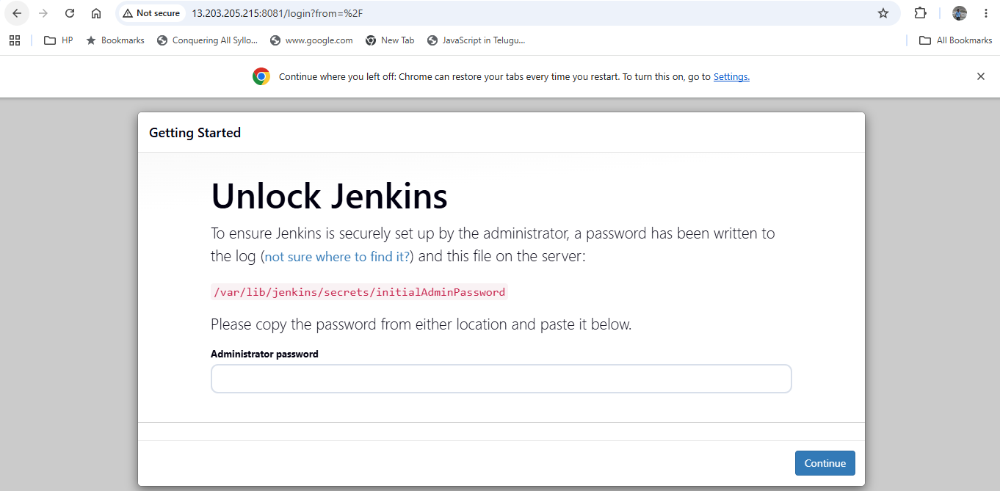 Not secure 13.203.205.215:8081/login?from=%2F
HP Bookmarks Conquering All Syllo... www.google.com New Tab JavaScript in Telugu... All Bookmarks
Continue where you left off: Chrome can restore your tabs every time you restart. To turn this on, go to Settings.
Getting Started
Unlock Jenkins
To ensure Jenkins is securely set up by the administrator, a password has been written to
the log (not sure where to find it?) and this file on the server:
/var/lib/jenkins/secrets/initialAdminPassword
Please copy the password from either location and paste it below.
Administrator password
Continue